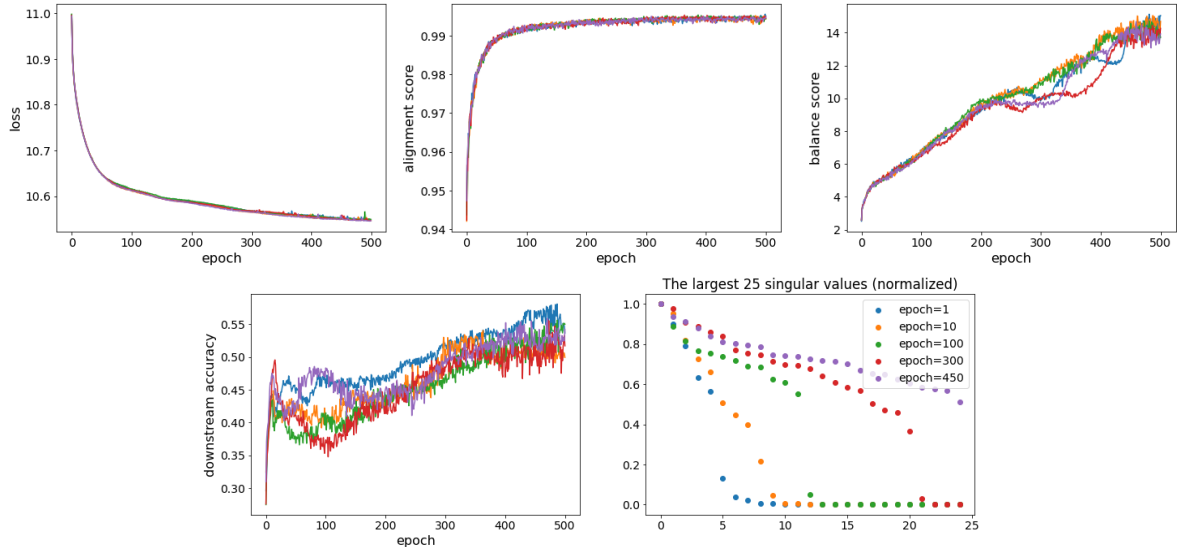 11.0
10.9
10.8
10.7
10.6
loss
0 100 200 300 400 500
epoch
0.99
0.98
0.97
0.96
0.95
0.94
alignment score
0 100 200 300 400 500
epoch
14
12
10
8
6
4
2
balance score
0 100 200 300 400 500
epoch
0.55
0.50
0.45
0.40
0.35
0.30
downstream accuracy
0 100 200 300 400 500
epoch
The largest 25 singular values (normalized)
1.0
0.8
0.6
0.4
0.2
0.0
0 5 10 15 20 25
epoch=1
epoch=10
epoch=100
epoch=300
epoch=450